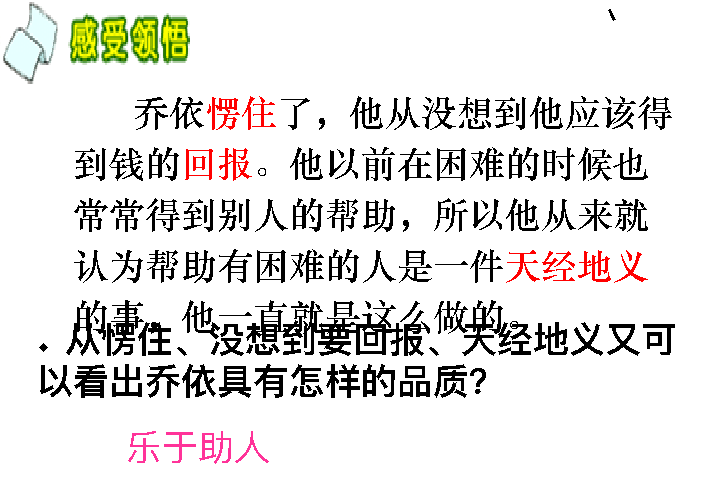 感受领悟
乔依愣住了，他从没想到他应该得
到钱的回报。他以前在困难的时候也
常常得到别人的帮助，所以他从来就
认为帮助有困难的人是一件天经地义
的事，他一直就是这么做的。
从愣住、没想到要回报、天经地义又可
以看出乔依具有怎样的品质？
乐于助人